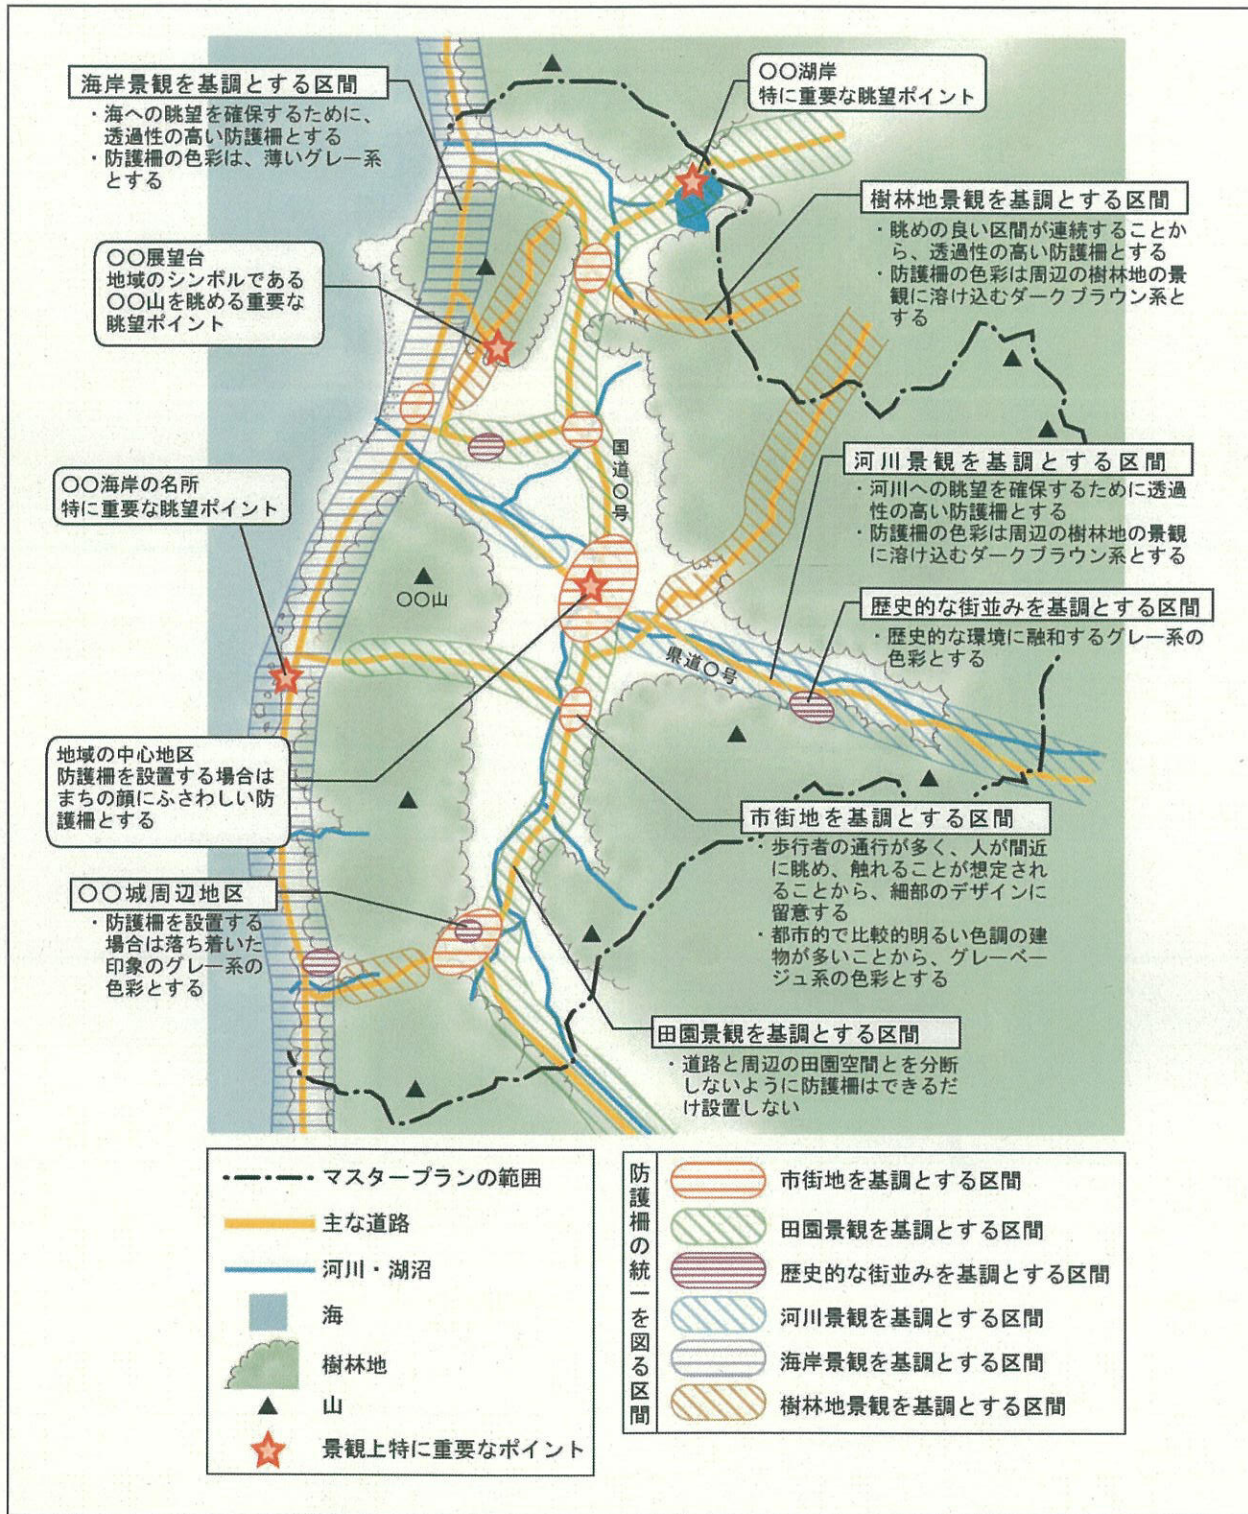 海岸景観を基調とする区間
・海への眺望を確保するために、
透過性の高い防護柵とする
・防護柵の色彩は、薄いグレー系
とする
〇〇湖岸
特に重要な眺望ポイント
樹林地景観を基調とする区間
・眺めの良い区間が連続することか
ら、透過性の高い防護柵とする
・防護柵の色彩は周辺の樹林地の景
観に溶け込むダークブラウン系と
する
〇〇展望台
地域のシンボルである
〇〇山を眺める重要な
眺望ポイント
国道〇号
河川景観を基調とする区間
・河川への眺望を確保するために透過
性の高い防護柵とする
・防護柵の色彩は周辺の樹林地の景観
に溶け込むダークブラウン系とする
〇〇海岸の名所
特に重要な眺望ポイント
〇〇山
歴史的な街並みを基調とする区間
・歴史的な環境に融和するグレー系の
色彩とする
県道〇号
地域の中心地区
防護柵を設置する場合は
まちの顔にふさわしい防
護柵とする
市街地を基調とする区間
・歩行者の通行が多く、人が間近
に眺め、触れることが想定され
ることから、細部のデザインに
留意する
・都市的で比較的明るい色調の建
物が多いことから、グレーベー
ジュ系の色彩とする
〇〇城周辺地区
・防護柵を設置する
場合は落ち着いた
印象のグレー系の
色彩とする
田園景観を基調とする区間
・道路と周辺の田園空間とを分断
しないように防護柵はできるだ
け設置しない
マスタープランの範囲
主な道路
河川・湖沼
海
樹林地
山
景観上特に重要なポイント
防護柵の統一を図る区間
市街地を基調とする区間
田園景観を基調とする区間
歴史的な街並みを基調とする区間
河川景観を基調とする区間
海岸景観を基調とする区間
樹林地景観を基調とする区間